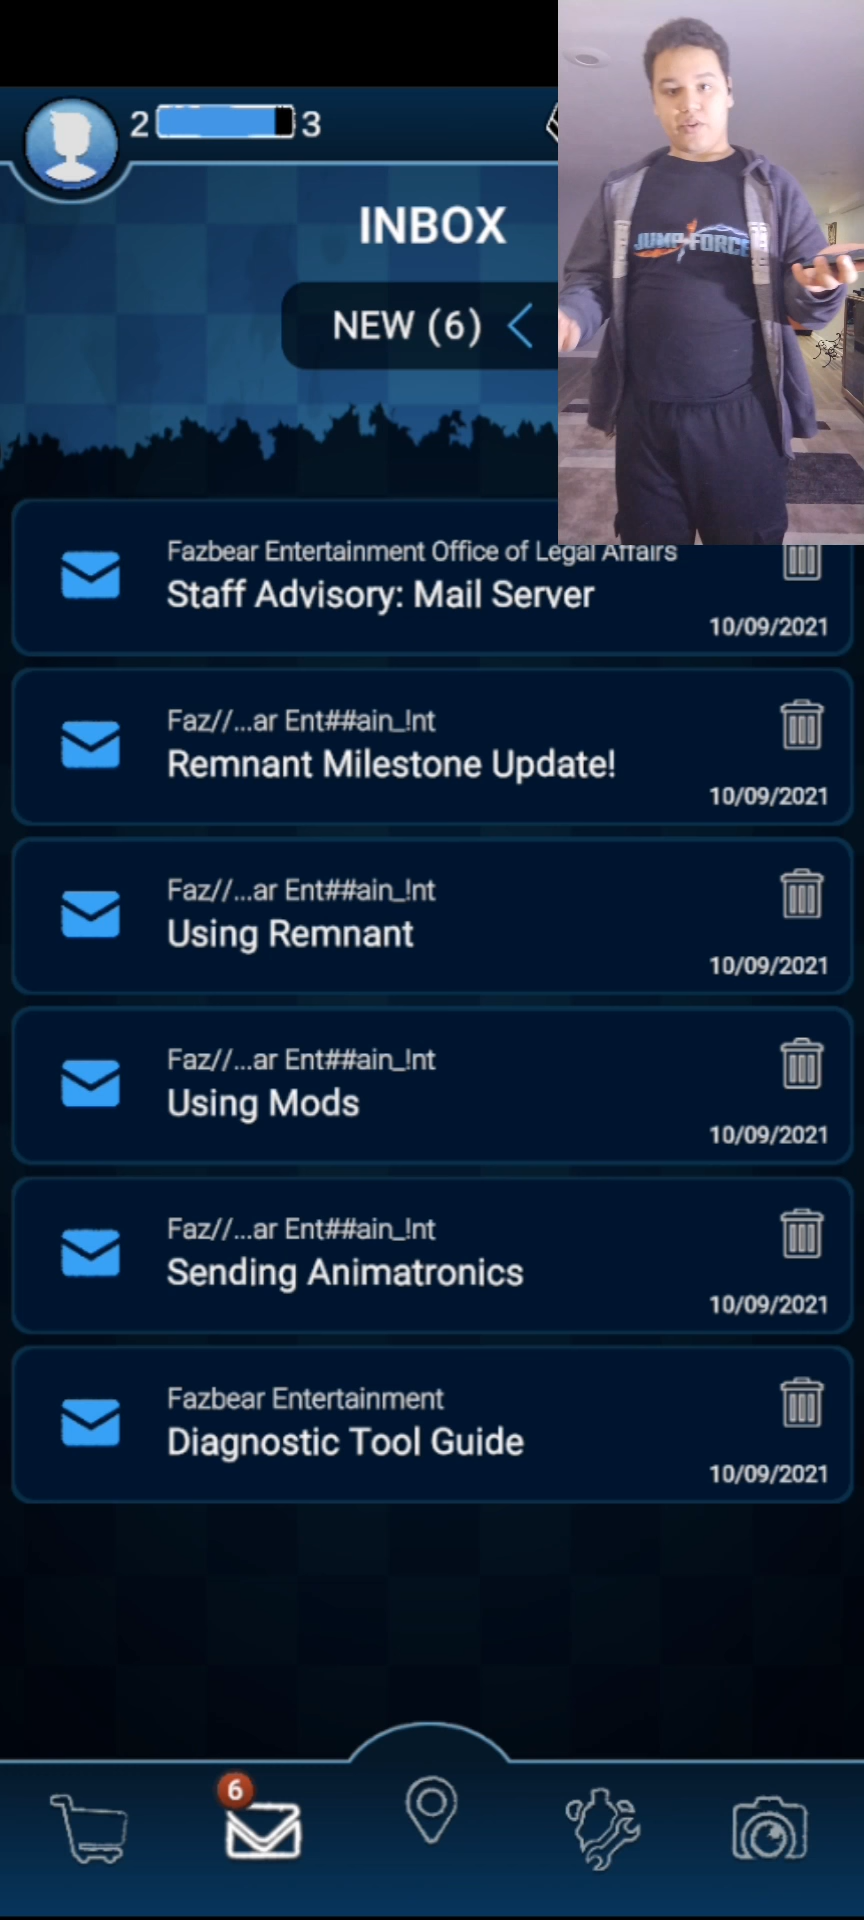 2 3
INBOX
NEW (6)
JUMP FORCE
Fazbear Entertainment Office of Legal Affairs
Staff Advisory: Mail Server
10/09/2021
Faz//...ar Ent##ain_!nt
Remnant Milestone Update!
10/09/2021
Faz//...ar Ent##ain_!nt
Using Remnant
10/09/2021
Faz//...ar Ent##ain_!nt
Using Mods
10/09/2021
Faz//...ar Ent##ain_!nt
Sending Animatronics
10/09/2021
Fazbear Entertainment
Diagnostic Tool Guide
10/09/2021
6